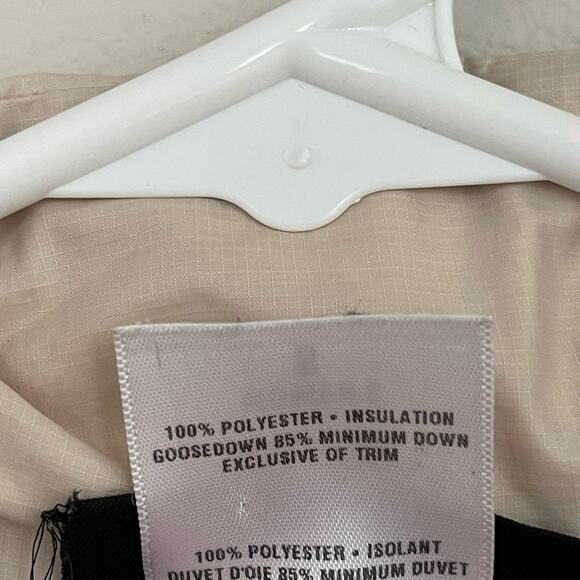 100% POLYESTER • INSULATION
GOOSEDOWN 85% MINIMUM DOWN
EXCLUSIVE OF TRIM
100% POLYESTER • ISOLANT
DUVET D'OIE 85% MINIMUM DUVET